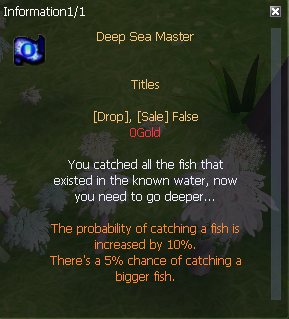 Information1/1
Deep Sea Master
Titles
[Drop], [Sale] False
0Gold
You catched all the fish that
existed in the known water, now
you need to go deeper...
The probability of catching a fish is
increased by 10%.
There's a 5% chance of catching a
bigger fish.